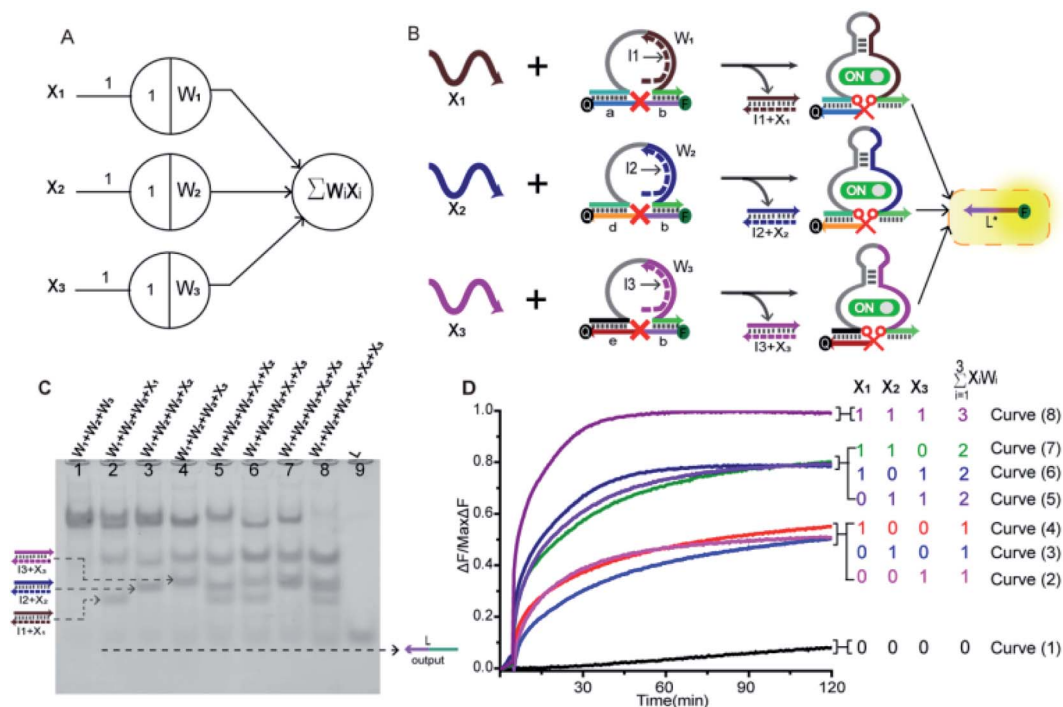 A
X₁ 1 1 W₁
X₂ 1 1 W₂
X₃ 1 1 W₃
∑WᵢXᵢ
B
X₁ + I1 W₁ Q a b F I1+X₁ ON
X₂ + I2 W₂ Q d b F I2+X₂ ON
X₃ + I3 W₃ Q e b F I3+X₃ ON
L* F
C
W₁+W₂+W₃
W₁+W₂+W₃+X₁
W₁+W₂+W₃+X₂
W₁+W₂+W₃+X₃
W₁+W₂+W₃+X₁+X₂
W₁+W₂+W₃+X₁+X₃
W₁+W₂+W₃+X₂+X₃
W₁+W₂+W₃+X₁+X₂+X₃
L
1 2 3 4 5 6 7 8 9
I3+X₃
I2+X₂
I1+X₁
L
output
D
X₁ X₂ X₃ 3∑i=1 XᵢWᵢ
1 1 1 3 Curve (8)
1 1 0 2 Curve (7)
1 0 1 2 Curve (6)
0 1 1 2 Curve (5)
1 0 0 1 Curve (4)
0 1 0 1 Curve (3)
0 0 1 1 Curve (2)
0 0 0 0 Curve (1)
ΔF/MaxΔF
1.0
0.8
0.6
0.4
0.2
0.0
30 60 90 120
Time(min)